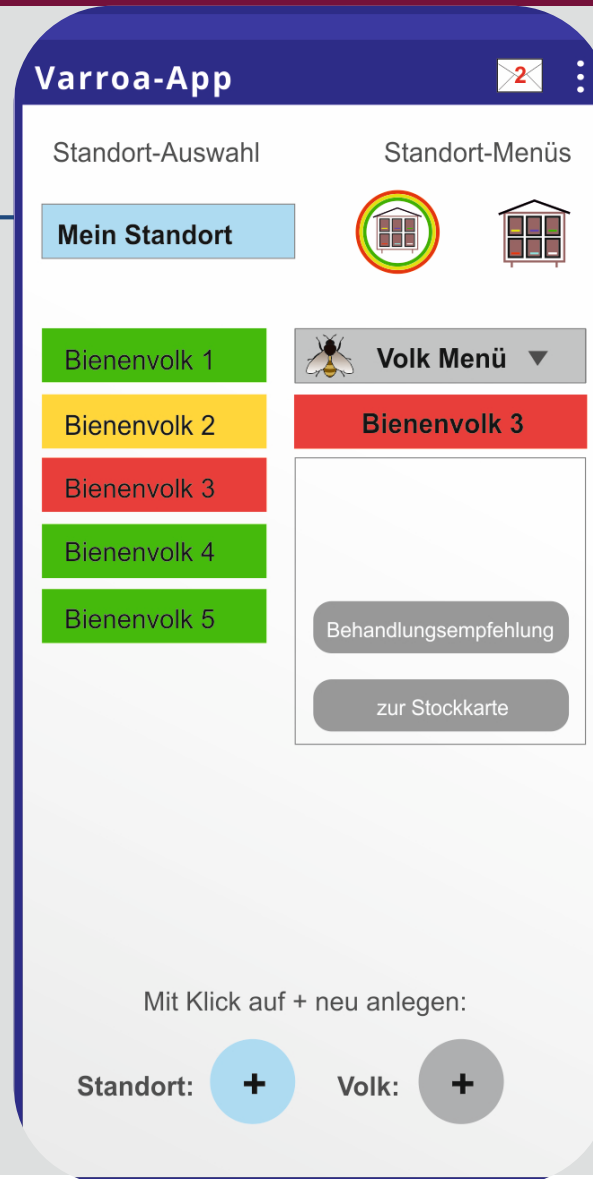 Varroa-App
2
Standort-Auswahl
Standort-Menüs
Mein Standort
Bienenvolk 1
Volk Menü ▼
Bienenvolk 2
Bienenvolk 3
Bienenvolk 3
Bienenvolk 4
Bienenvolk 5
Behandlungsempfehlung
zur Stockkarte
Mit Klick auf + neu anlegen:
Standort: +
Volk: +